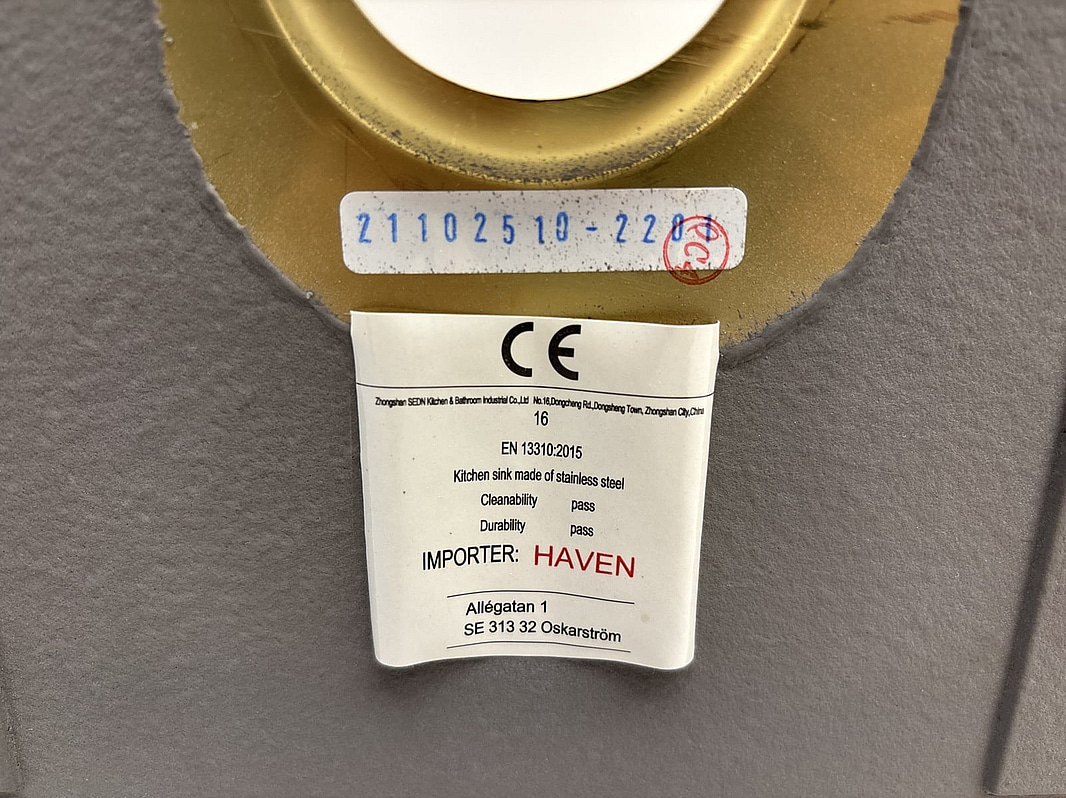 21102510-2201
CE
Zhongshan SEDN Kitchen & Bathroom Industrial Co.,Ltd No.16,Dongcheng Rd.,Dongsheng Town, Zhongshan City,China
16
EN 13310:2015
Kitchen sink made of stainless steel
Cleanability pass
Durability pass
IMPORTER: HAVEN
Allégatan 1
SE 313 32 Oskarström